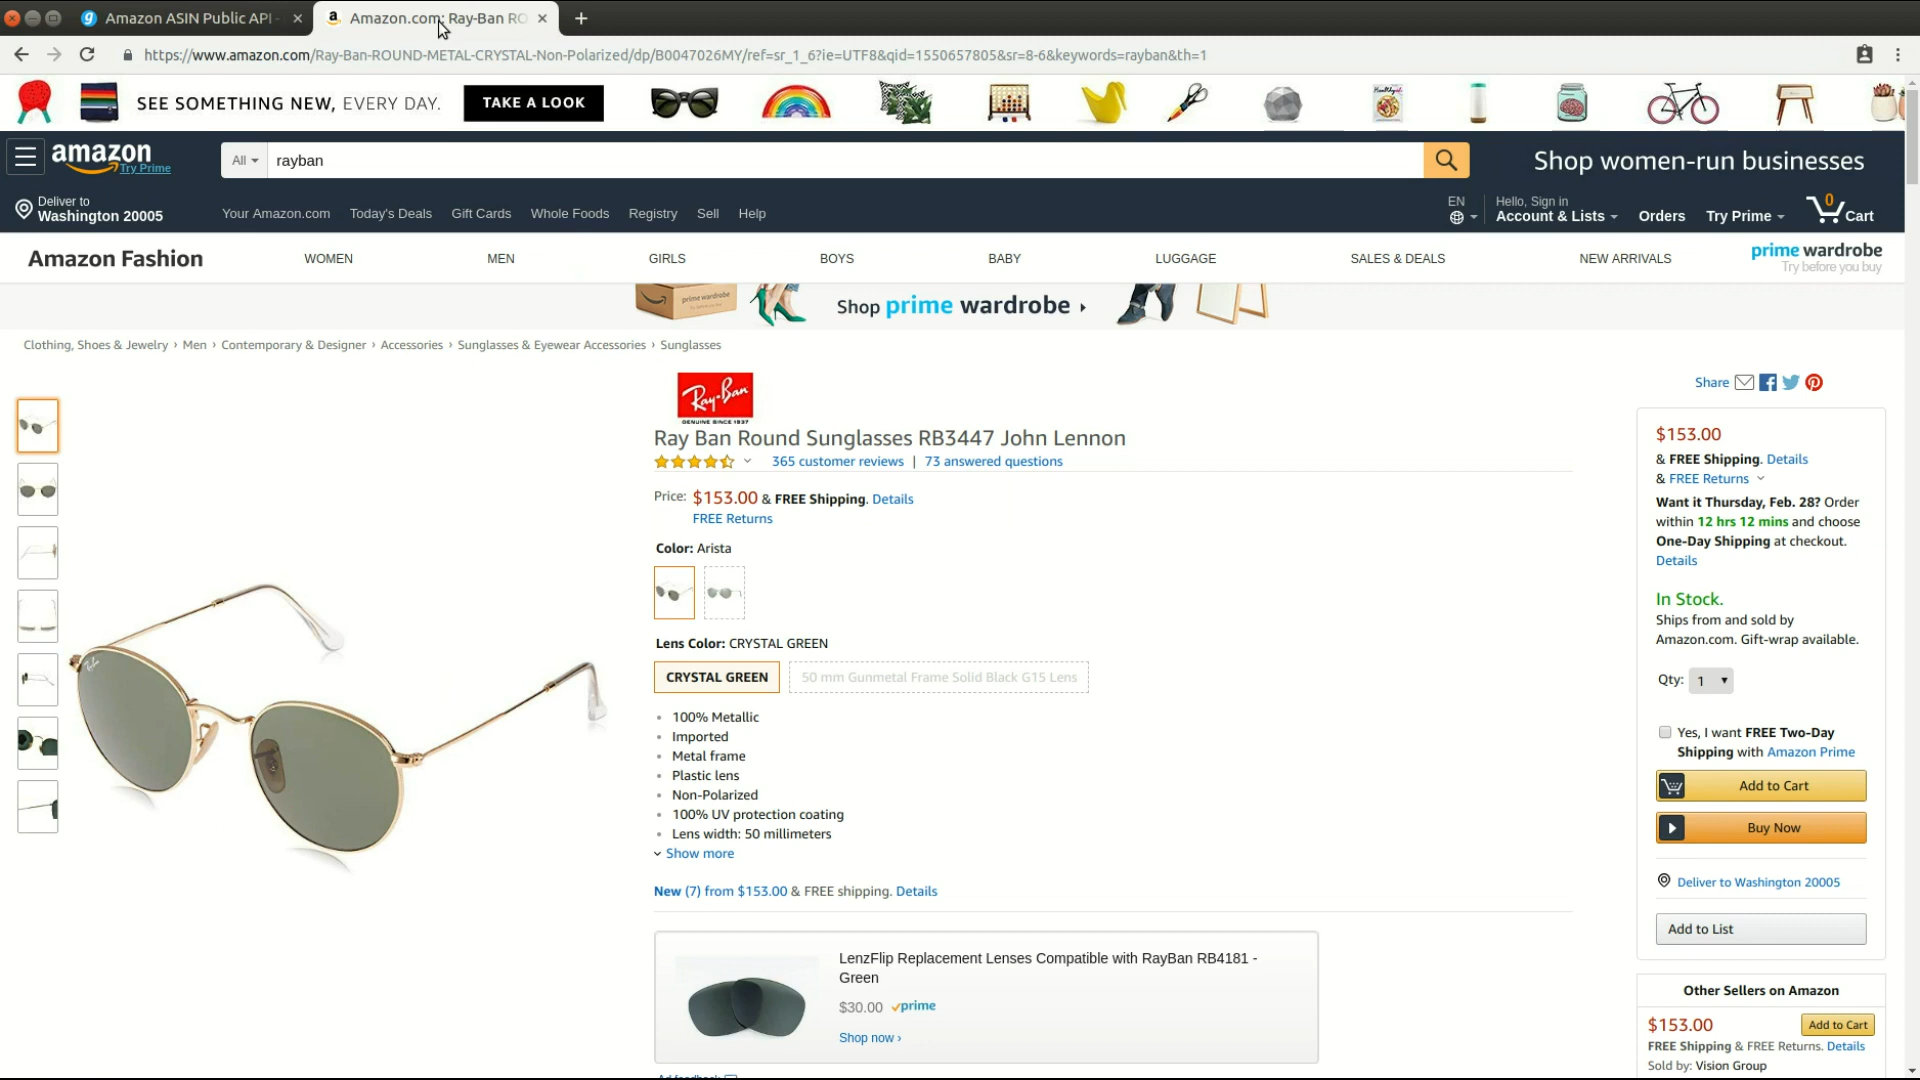 Amazon ASIN Public API -
Amazon.com: Ray-Ban RO
https://www.amazon.com/Ray-Ban-ROUND-METAL-CRYSTAL-Non-Polarized/dp/B0047026MY/ref=sr_1_6?ie=UTF8&qid=1550657805&sr=8-6&keywords=rayban&th=1
SEE SOMETHING NEW, EVERY DAY. TAKE A LOOK
amazon
Try Prime
All rayban
Shop women-run businesses
Deliver to
Washington 20005
Your Amazon.com Today's Deals Gift Cards Whole Foods Registry Sell Help
EN
Hello, Sign in
Account & Lists Orders Try Prime 0 Cart
Amazon Fashion WOMEN MEN GIRLS BOYS BABY LUGGAGE SALES & DEALS NEW ARRIVALS
prime wardrobe
Try before you buy
prime wardrobe
Shop prime wardrobe
Clothing, Shoes & Jewelry › Men › Contemporary & Designer › Accessories › Sunglasses & Eyewear Accessories › Sunglasses
Ray-Ban
GENUINE SINCE 1937
Ray Ban Round Sunglasses RB3447 John Lennon
365 customer reviews | 73 answered questions
Price: $153.00 & FREE Shipping. Details
FREE Returns
Color: Arista
Lens Color: CRYSTAL GREEN
CRYSTAL GREEN 50 mm Gunmetal Frame Solid Black G15 Lens
100% Metallic
Imported
Metal frame
Plastic lens
Non-Polarized
100% UV protection coating
Lens width: 50 millimeters
Show more
New (7) from $153.00 & FREE shipping. Details
LenzFlip Replacement Lenses Compatible with RayBan RB4181 -
Green
$30.00 prime
Shop now ›
Share
$153.00
& FREE Shipping. Details
& FREE Returns
Want it Thursday, Feb. 28? Order
within 12 hrs 12 mins and choose
One-Day Shipping at checkout.
Details
In Stock.
Ships from and sold by
Amazon.com. Gift-wrap available.
Qty: 1
Yes, I want FREE Two-Day
Shipping with Amazon Prime
Add to Cart
Buy Now
Deliver to Washington 20005
Add to List
Other Sellers on Amazon
$153.00 Add to Cart
FREE Shipping & FREE Returns. Details
Sold by: Vision Group